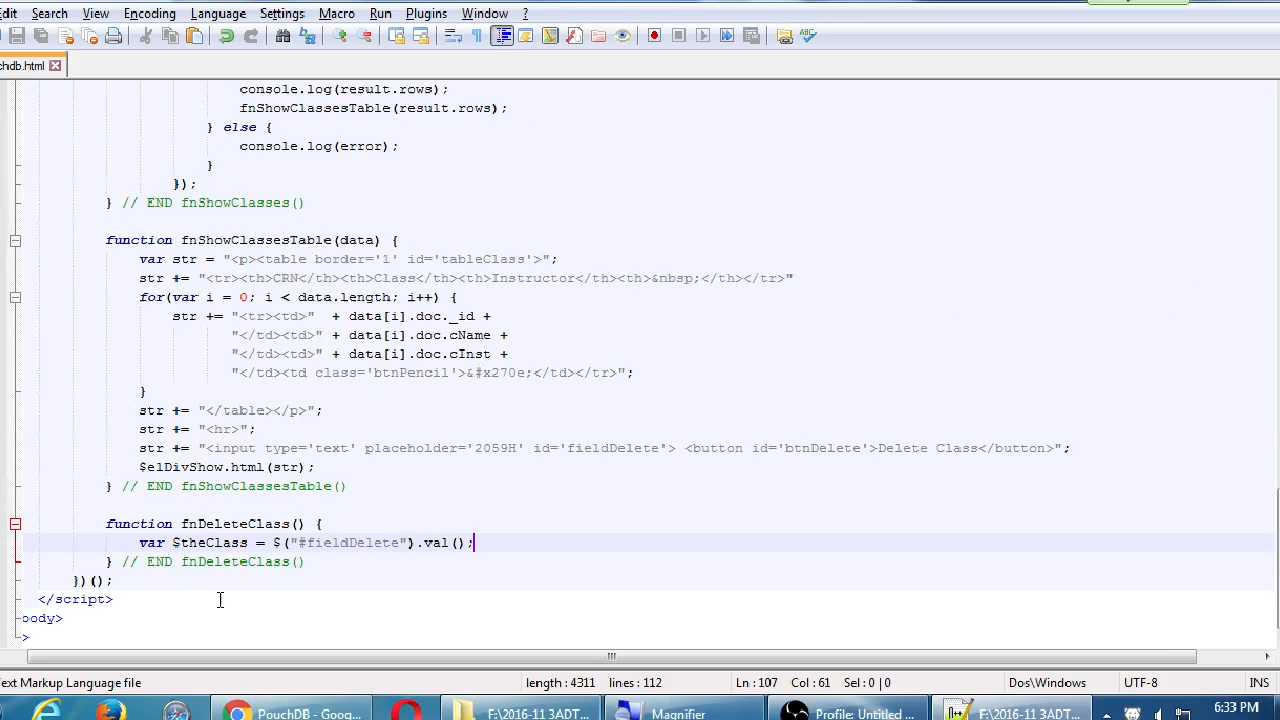 dit Search View Encoding Language Settings Macro Run Plugins Window ?
chdb.html
console.log(result.rows);
fnShowClassesTable(result.rows);
} else {
console.log(error);
}
});
} // END fnShowClasses()
function fnShowClassesTable(data) {
var str = "<p><table border='1' id='tableClass'>";
str += "<tr><th>CRN</th><th>Class</th><th>Instructor</th><th>&nbsp;</th></tr>"
for(var i = 0; i < data.length; i++) {
str += "<tr><td>" + data[i].doc._id +
"</td><td>" + data[i].doc.cName +
"</td><td>" + data[i].doc.cInst +
"</td><td class='btnPencil'>&#x270e;</td></tr>";
}
str += "</table></p>";
str += "<hr>";
str += "<input type='text' placeholder='2059H' id='fieldDelete'> <button id='btnDelete'>Delete Class</button>";
$elDivShow.html(str);
} // END fnShowClassesTable()
function fnDeleteClass() {
var $theClass = $("#fieldDelete").val();
} // END fnDeleteClass()
})();
</script>
body>
>
ext Markup Language file length : 4311 lines : 112 Ln : 107 Col : 61 Sel : 0 | 0 Dos\Windows UTF-8 INS
PouchDB - Goog... F:\2016-11 3ADT... Magnifier Profile: Untitled ... F:\2016-11 3ADT... 6:33 PM